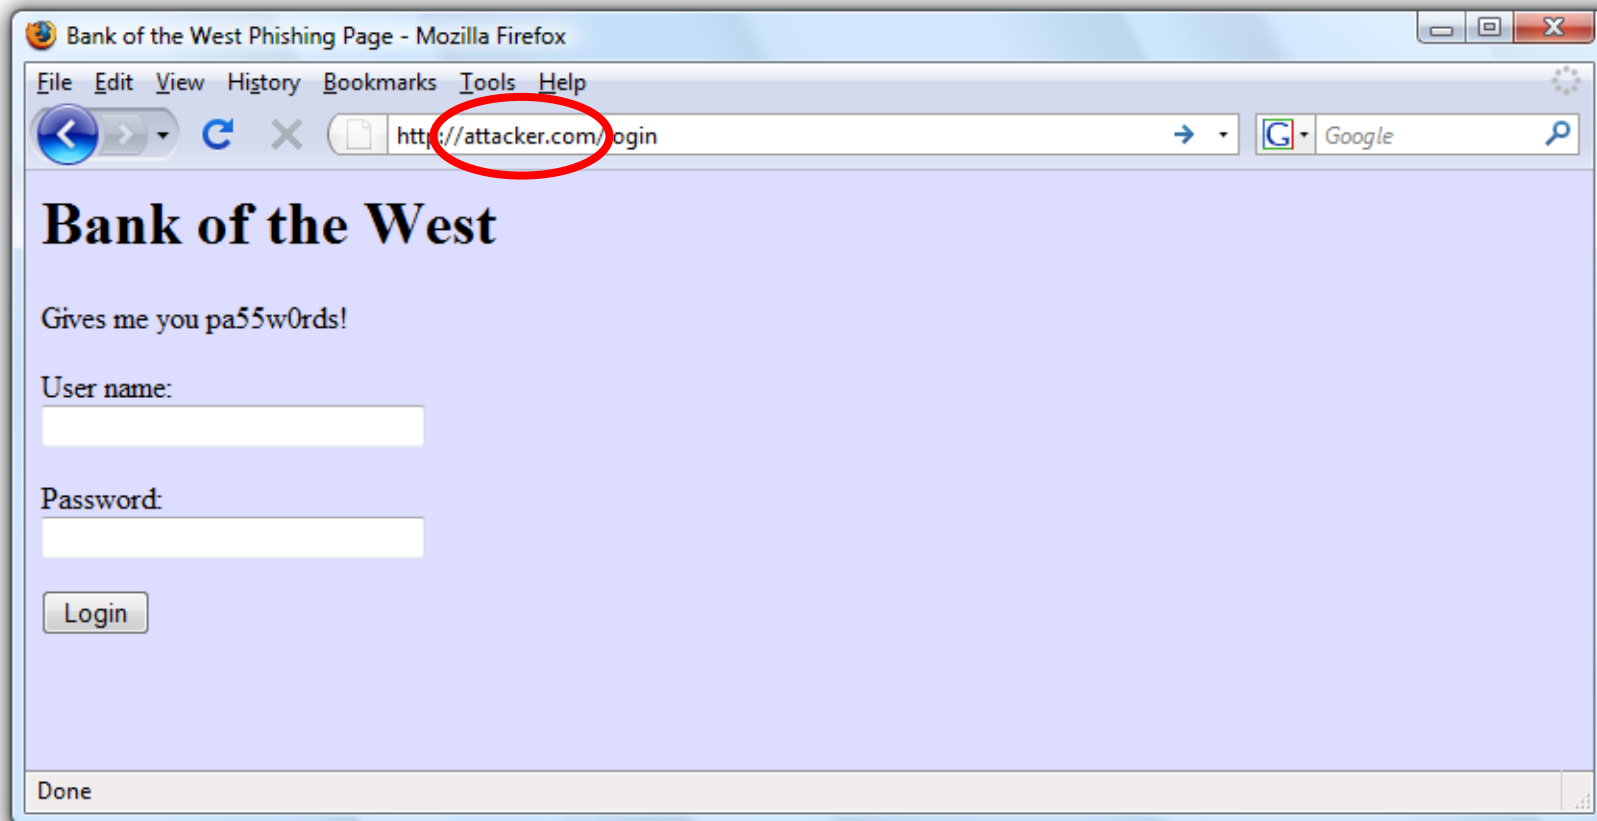 Bank of the West Phishing Page - Mozilla Firefox
File Edit View History Bookmarks Tools Help
http://attacker.com/login G Google
Bank of the West
Gives me you pa55w0rds!
User name:
Password:
Login
Done